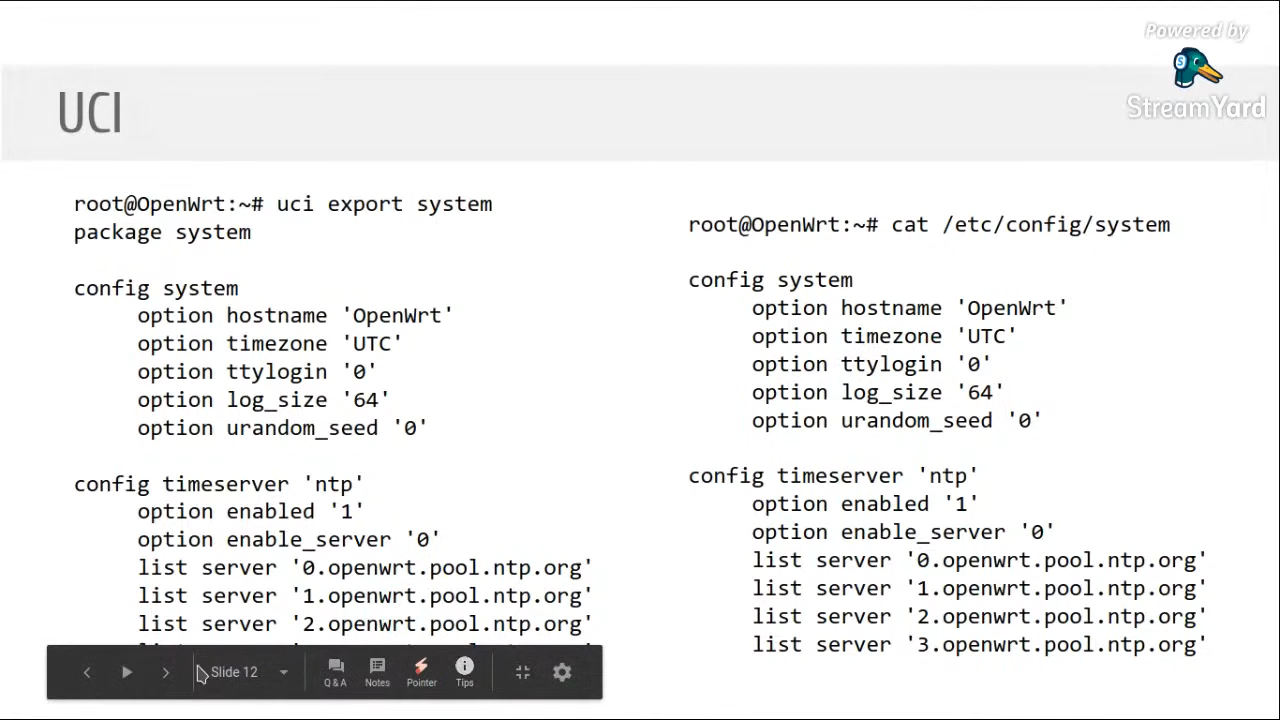 Powered by
StreamYard
UCI
root@OpenWrt:~# uci export system
package system
config system
option hostname 'OpenWrt'
option timezone 'UTC'
option ttylogin '0'
option log_size '64'
option urandom_seed '0'
config timeserver 'ntp'
option enabled '1'
option enable_server '0'
list server '0.openwrt.pool.ntp.org'
list server '1.openwrt.pool.ntp.org'
list server '2.openwrt.pool.ntp.org'
root@OpenWrt:~# cat /etc/config/system
config system
option hostname 'OpenWrt'
option timezone 'UTC'
option ttylogin '0'
option log_size '64'
option urandom_seed '0'
config timeserver 'ntp'
option enabled '1'
option enable_server '0'
list server '0.openwrt.pool.ntp.org'
list server '1.openwrt.pool.ntp.org'
list server '2.openwrt.pool.ntp.org'
list server '3.openwrt.pool.ntp.org'
Slide 12
Q & A
Notes
Pointer
Tips